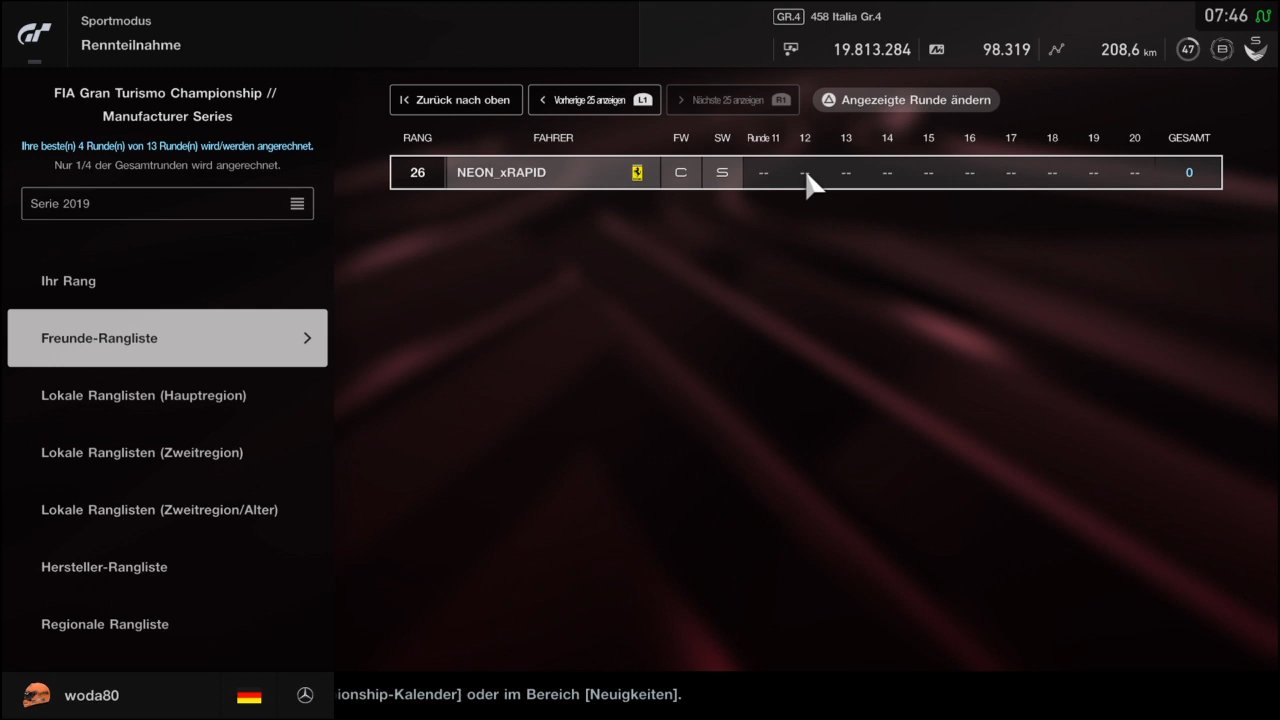 Sportmodus
Rennteilnahme
GR.4 458 Italia Gr.4
07:46
19.813.284 98.319 208,6 km 47 B S
FIA Gran Turismo Championship //
Manufacturer Series
Ihre beste(n) 4 Runde(n) von 13 Runde(n) wird/werden angerechnet.
Nur 1/4 der Gesamtrunden wird angerechnet.
Serie 2019
Ihr Rang
Freunde-Rangliste
Lokale Ranglisten (Hauptregion)
Lokale Ranglisten (Zweitregion)
Lokale Ranglisten (Zweitregion/Alter)
Hersteller-Rangliste
Regionale Rangliste
Zurück nach oben Vorherige 25 anzeigen L1 Nächste 25 anzeigen R1 Angezeigte Runde ändern
RANG FAHRER FW SW Runde 11 12 13 14 15 16 17 18 19 20 GESAMT
26 NEON_xRAPID C S -- -- -- -- -- -- -- -- -- -- 0
woda80
ionship-Kalender] oder im Bereich [Neuigkeiten].